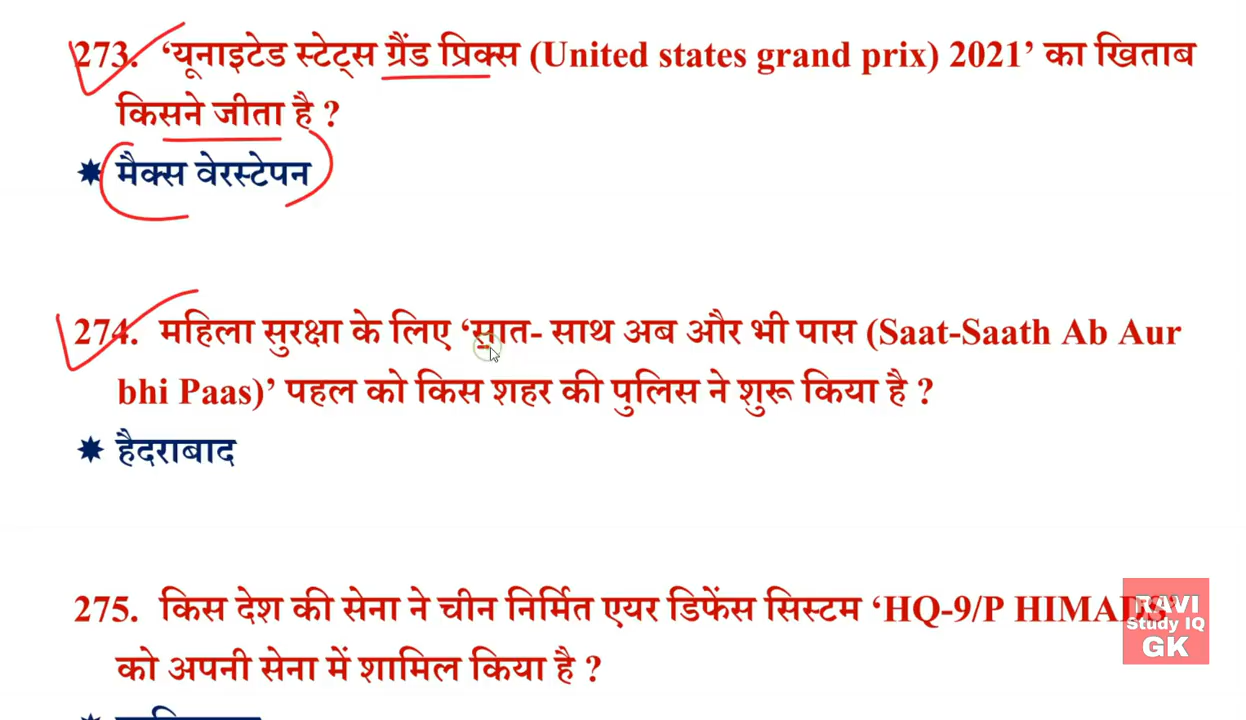 273. ‘यूनाइटेड स्टेट्स ग्रैंड प्रिक्स (United states grand prix) 2021’ का खिताब
किसने जीता है ?
✷ मैक्स वेरस्टेपन
274. महिला सुरक्षा के लिए ‘सात- साथ अब और भी पास (Saat-Saath Ab Aur
bhi Paas)’ पहल को किस शहर की पुलिस ने शुरू किया है ?
✷ हैदराबाद
275. किस देश की सेना ने चीन निर्मित एयर डिफेंस सिस्टम ‘HQ-9/P HIMADS’
को अपनी सेना में शामिल किया है ?
RAVI
Study IQ
GK